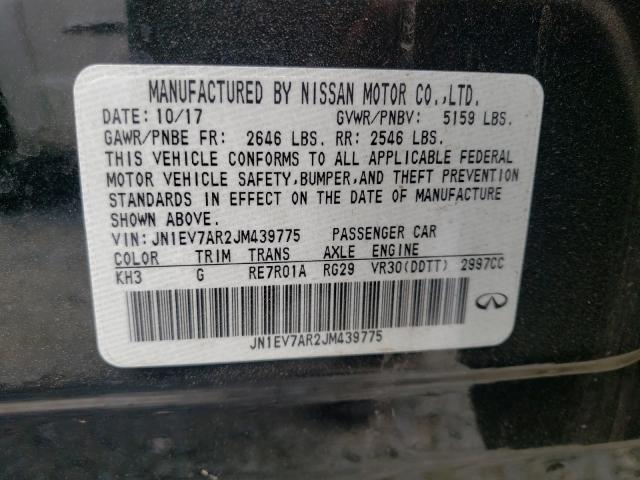 MANUFACTURED BY NISSAN MOTOR CO.,LTD.
DATE: 10/17 GVWR/PNBV: 5159 LBS.
GAWR/PNBE FR: 2646 LBS. RR: 2546 LBS.
THIS VEHICLE CONFORMS TO ALL APPLICABLE FEDERAL
MOTOR VEHICLE SAFETY,BUMPER,AND THEFT PREVENTION
STANDARDS IN EFFECT ON THE DATE OF MANUFACTURE
SHOWN ABOVE.
VIN: JN1EV7AR2JM439775 PASSENGER CAR
COLOR TRIM TRANS AXLE ENGINE
KH3 G RE7R01A RG29 VR30(DDTT) 2997CC
JN1EV7AR2JM439775